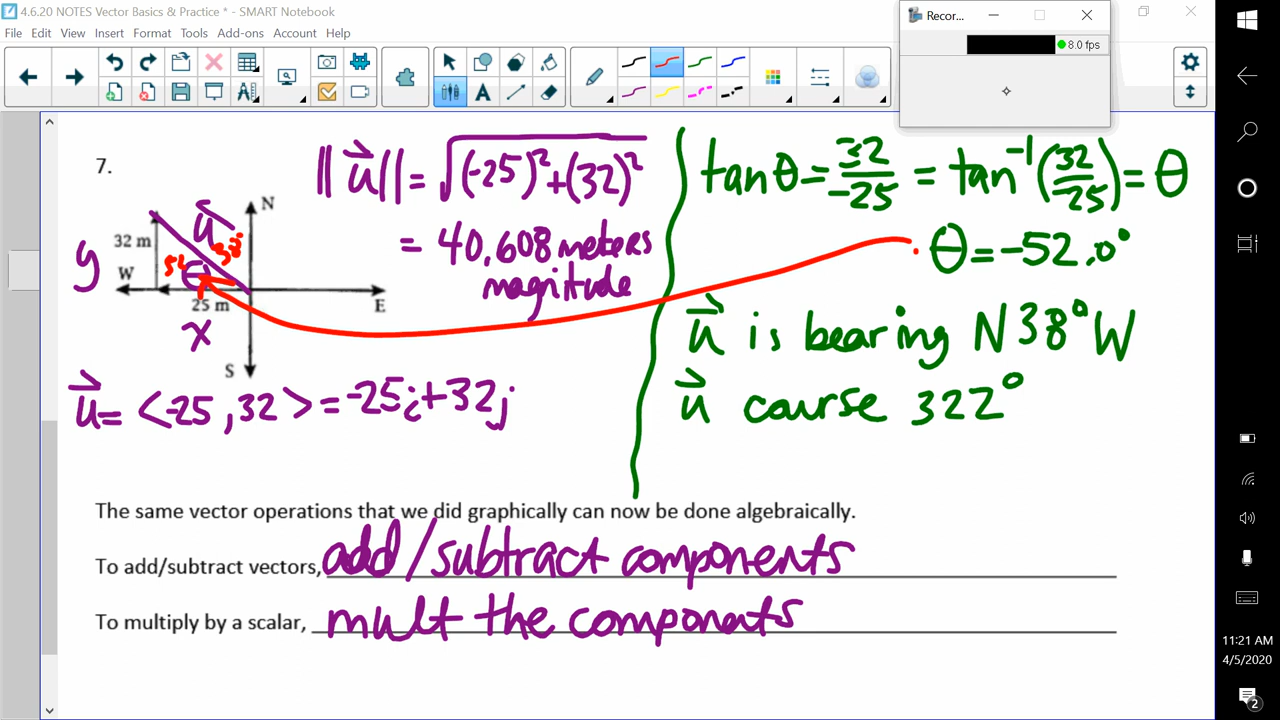 4.6.20 NOTES Vector Basics & Practice * - SMART Notebook
Recor...
File Edit View Insert Format Tools Add-ons Account Help
8.0 fps
7.
||u⃗|| = √(-25)²+(32)²
= 40,608 meters
magnitude
tanθ = 32/-25 = tan⁻¹(32/-25) = θ
θ = -52.0°
N
u
32 m
y
W
θ
38
25 m
E
x
S
u⃗ is bearing N38°W
u⃗ = <-25, 32> = -25i+32j
u⃗ course 322°
The same vector operations that we did graphically can now be done algebraically.
To add/subtract vectors, add/subtract components
To multiply by a scalar, mult the components
11:21 AM
4/5/2020
2